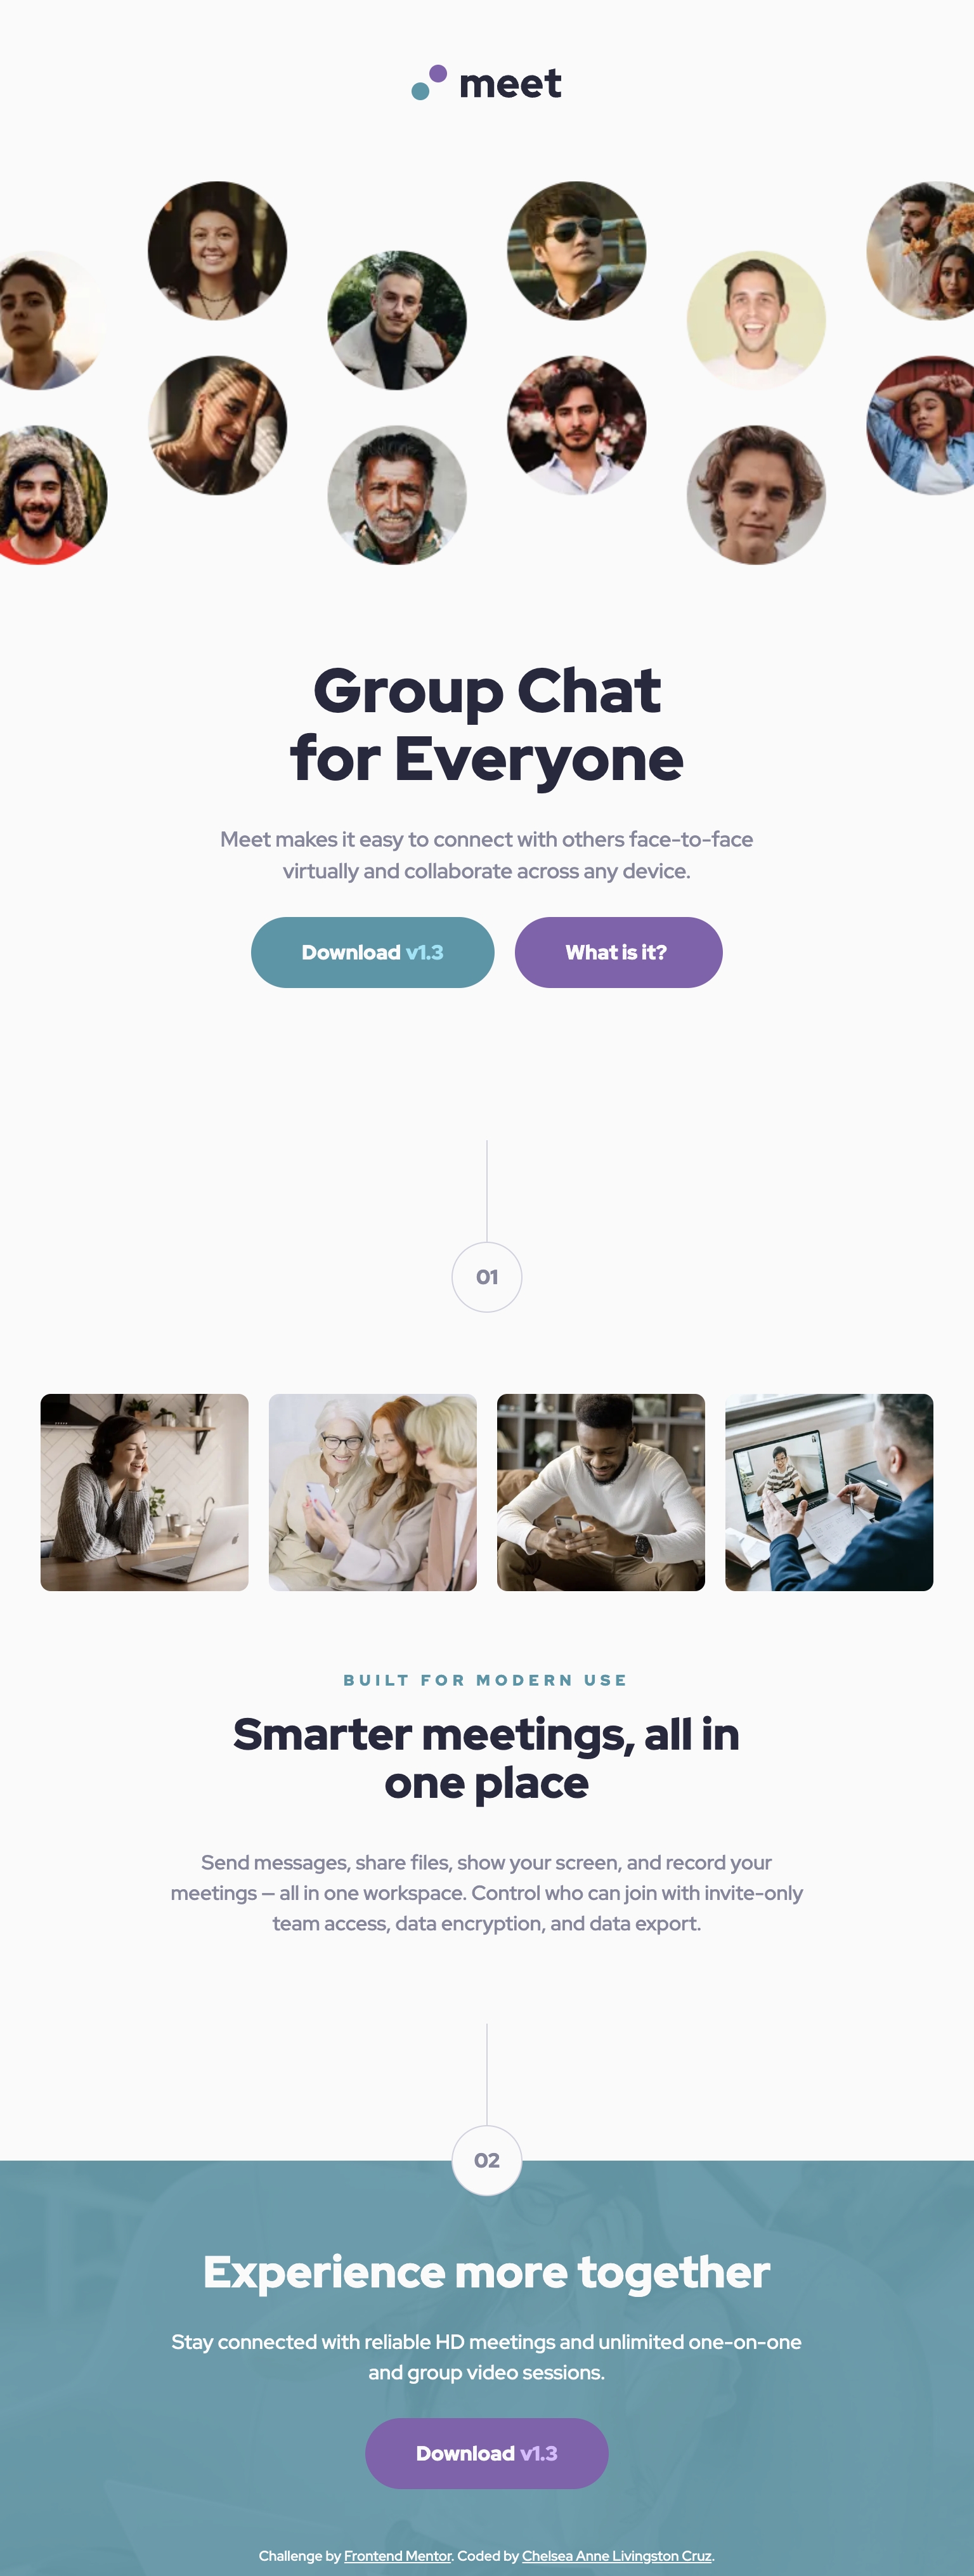 meet
Group Chat
for Everyone
Meet makes it easy to connect with others face-to-face
virtually and collaborate across any device.
Download v1.3
What is it?
01
BUILT FOR MODERN USE
Smarter meetings, all in
one place
Send messages, share files, show your screen, and record your
meetings — all in one workspace. Control who can join with invite-only
team access, data encryption, and data export.
02
Experience more together
Stay connected with reliable HD meetings and unlimited one-on-one
and group video sessions.
Download v1.3
Challenge by Frontend Mentor. Coded by Chelsea Anne Livingston Cruz.